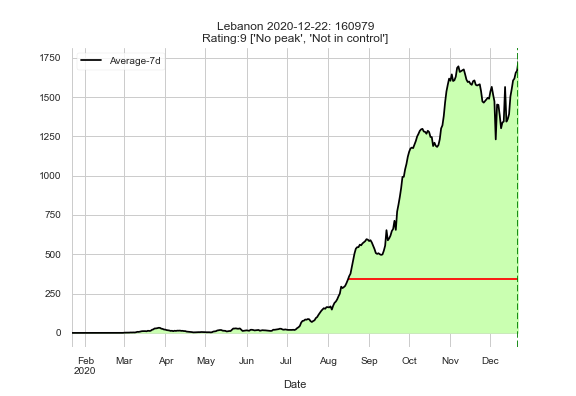 Lebanon 2020-12-22: 160979
Rating:9 ['No peak', 'Not in control']
Average-7d
1750
1500
1250
1000
750
500
250
0
Feb Mar Apr May Jun Jul Aug Sep Oct Nov Dec
2020
Date